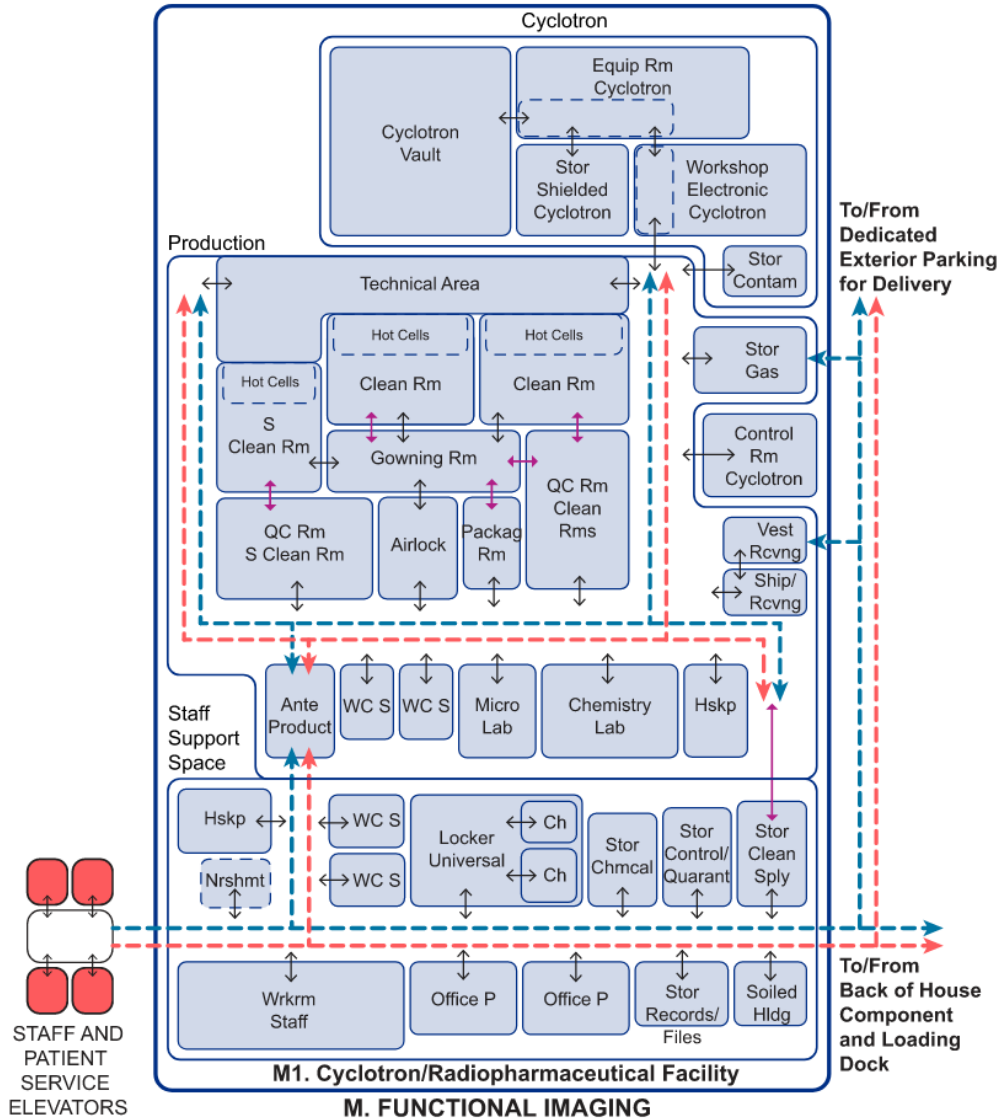 Cyclotron
Equip Rm
Cyclotron
Cyclotron
Vault
Stor
Shielded
Cyclotron
Workshop
Electronic
Cyclotron
To/From
Dedicated
Exterior Parking
for Delivery
Production
Stor
Contam
Technical Area
Hot Cells
Clean Rm
Hot Cells
Clean Rm
Stor
Gas
Hot Cells
S
Clean Rm
Gowning Rm
Control
Rm
Cyclotron
QC Rm
Clean
Rms
QC Rm
S Clean Rm
Airlock
Packag
Rm
Vest
Rcvng
Ship/
Rcvng
Ante
Product
WC S
WC S
Micro
Lab
Chemistry
Lab
Hskp
Staff
Support
Space
Hskp
WC S
Locker
Universal
Ch
Ch
Stor
Chmcal
Stor
Control/
Quarant
Stor
Clean
Sply
WC S
Nrshmt
Wrkrm
Staff
Office P
Office P
Stor
Records/
Files
Soiled
Hldg
To/From
Back of House
Component
and Loading
Dock
STAFF AND
PATIENT
SERVICE
ELEVATORS
M1. Cyclotron/Radiopharmaceutical Facility
M. FUNCTIONAL IMAGING